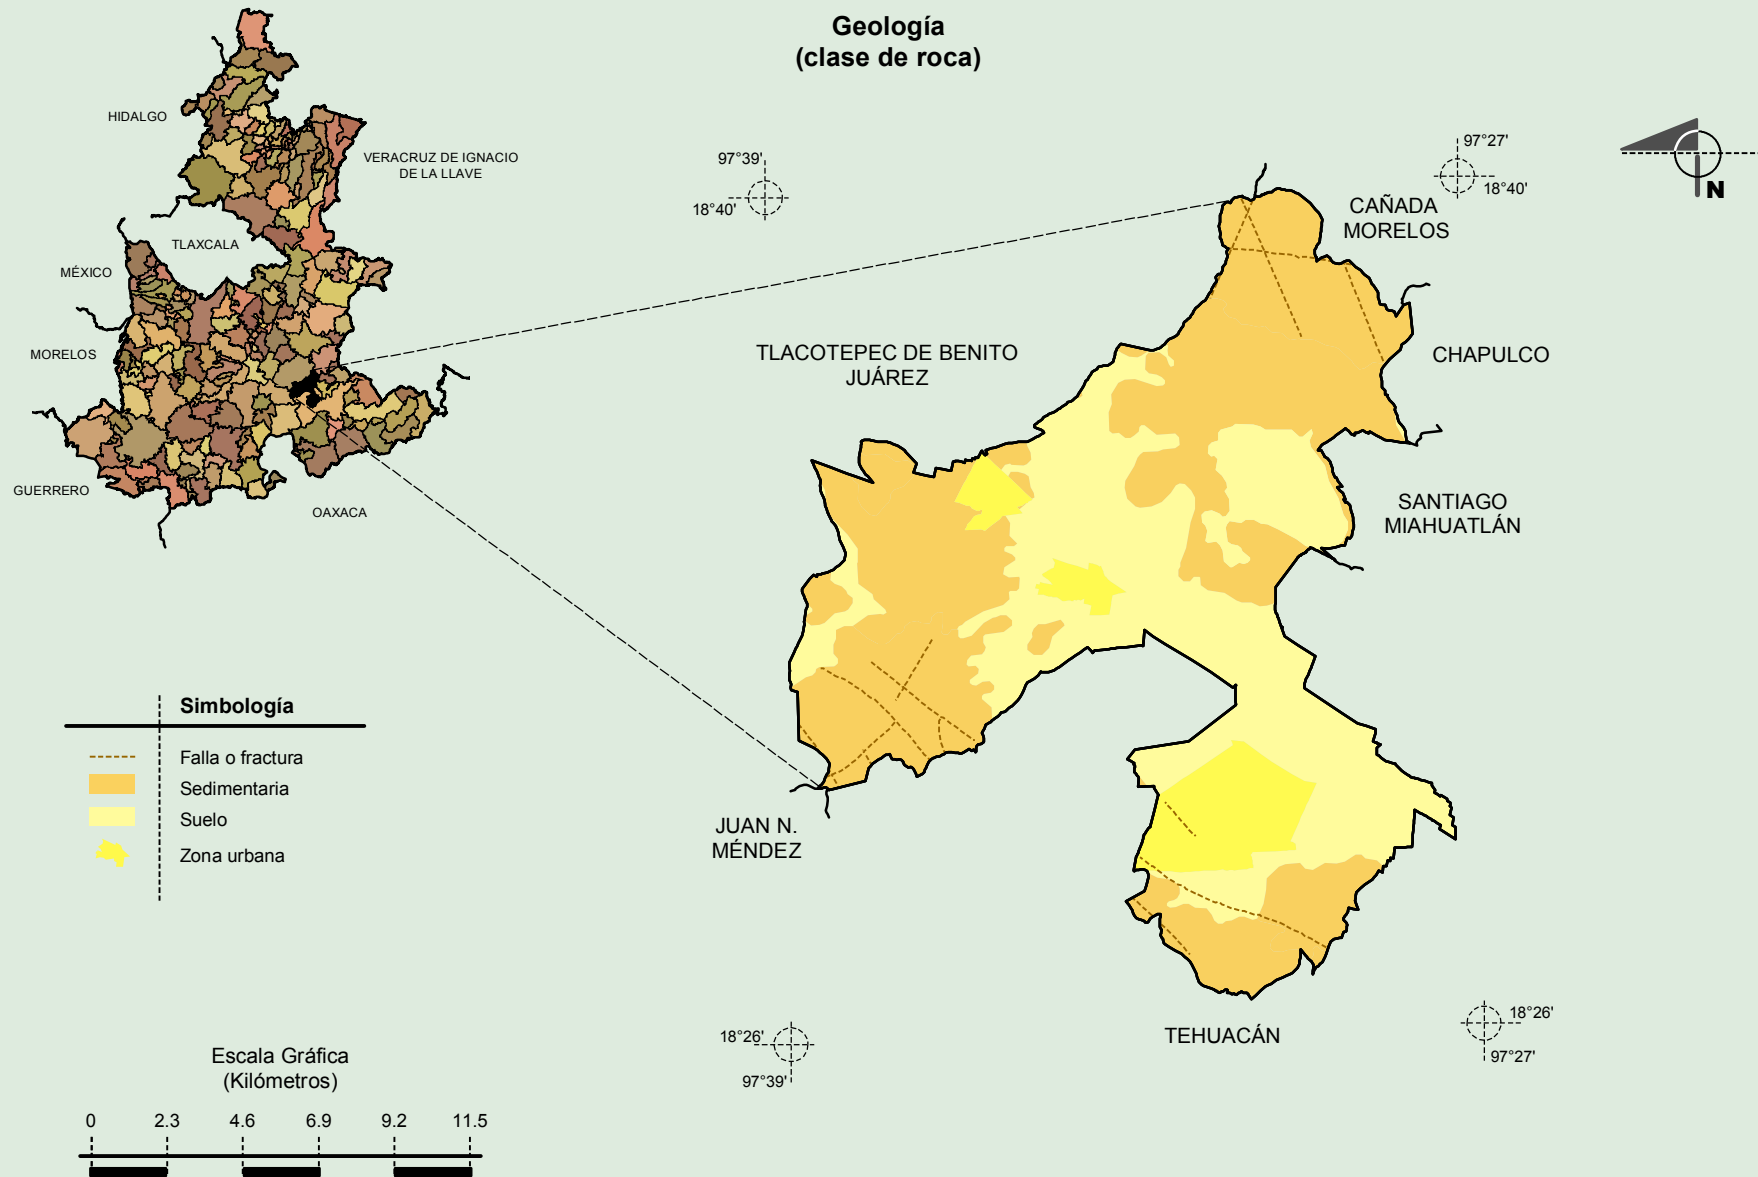 Geología
(clase de roca)
HIDALGO
VERACRUZ DE IGNACIO
DE LA LLAVE
TLAXCALA
MÉXICO
MORELOS
GUERRERO
OAXACA
97°39'
18°40'
97°27'
18°40'
N
CAÑADA
MORELOS
TLACOTEPEC DE BENITO
JUÁREZ
CHAPULCO
SANTIAGO
MIAHUATLÁN
JUAN N.
MÉNDEZ
TEHUACÁN
18°26'
97°39'
18°26'
97°27'
Simbología
Falla o fractura
Sedimentaria
Suelo
Zona urbana
Escala Gráfica
(Kilómetros)
0 2.3 4.6 6.9 9.2 11.5